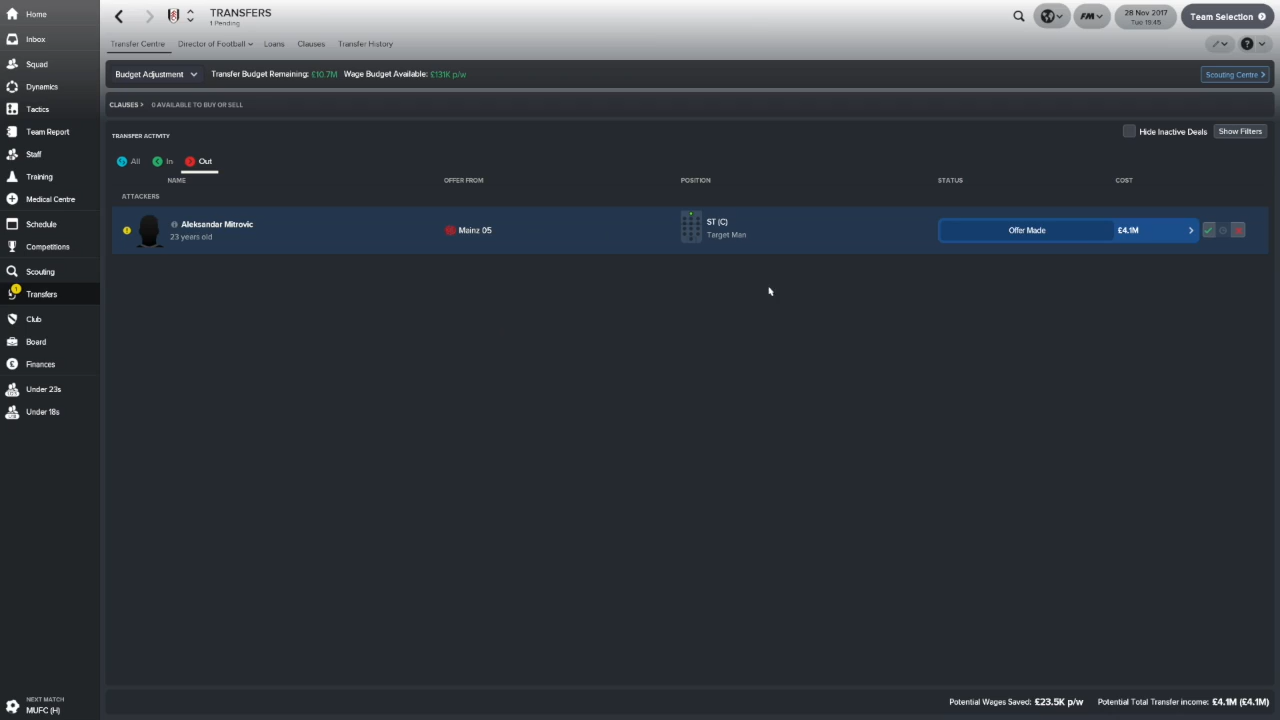 Home
TRANSFERS
1 Pending
FM
28 Nov 2017
Tue 19:45
Team Selection
Inbox
Transfer Centre
Director of Football
Loans
Clauses
Transfer History
?
Squad
Budget Adjustment
Transfer Budget Remaining: £10.7M
Wage Budget Available: £131K p/w
Scouting Centre >
Dynamics
CLAUSES >
0 AVAILABLE TO BUY OR SELL
Tactics
Team Report
TRANSFER ACTIVITY
Hide Inactive Deals
Show Filters
Staff
All
In
Out
Training
NAME
OFFER FROM
POSITION
STATUS
COST
Medical Centre
ATTACKERS
Schedule
Aleksandar Mitrovic
23 years old
Mainz 05
ST (C)
Target Man
Offer Made
£4.1M
Competitions
Scouting
1
Transfers
Club
Board
Finances
Under 23s
Under 18s
NEXT MATCH
MUFC (H)
Potential Wages Saved: £23.5K p/w
Potential Total Transfer income: £4.1M (£4.1M)